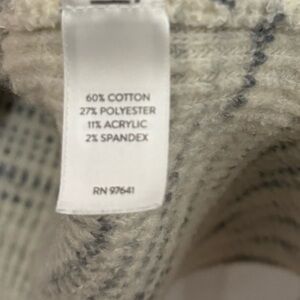 60% COTTON
27% POLYESTER
11% ACRYLIC
2% SPANDEX
RN 97641